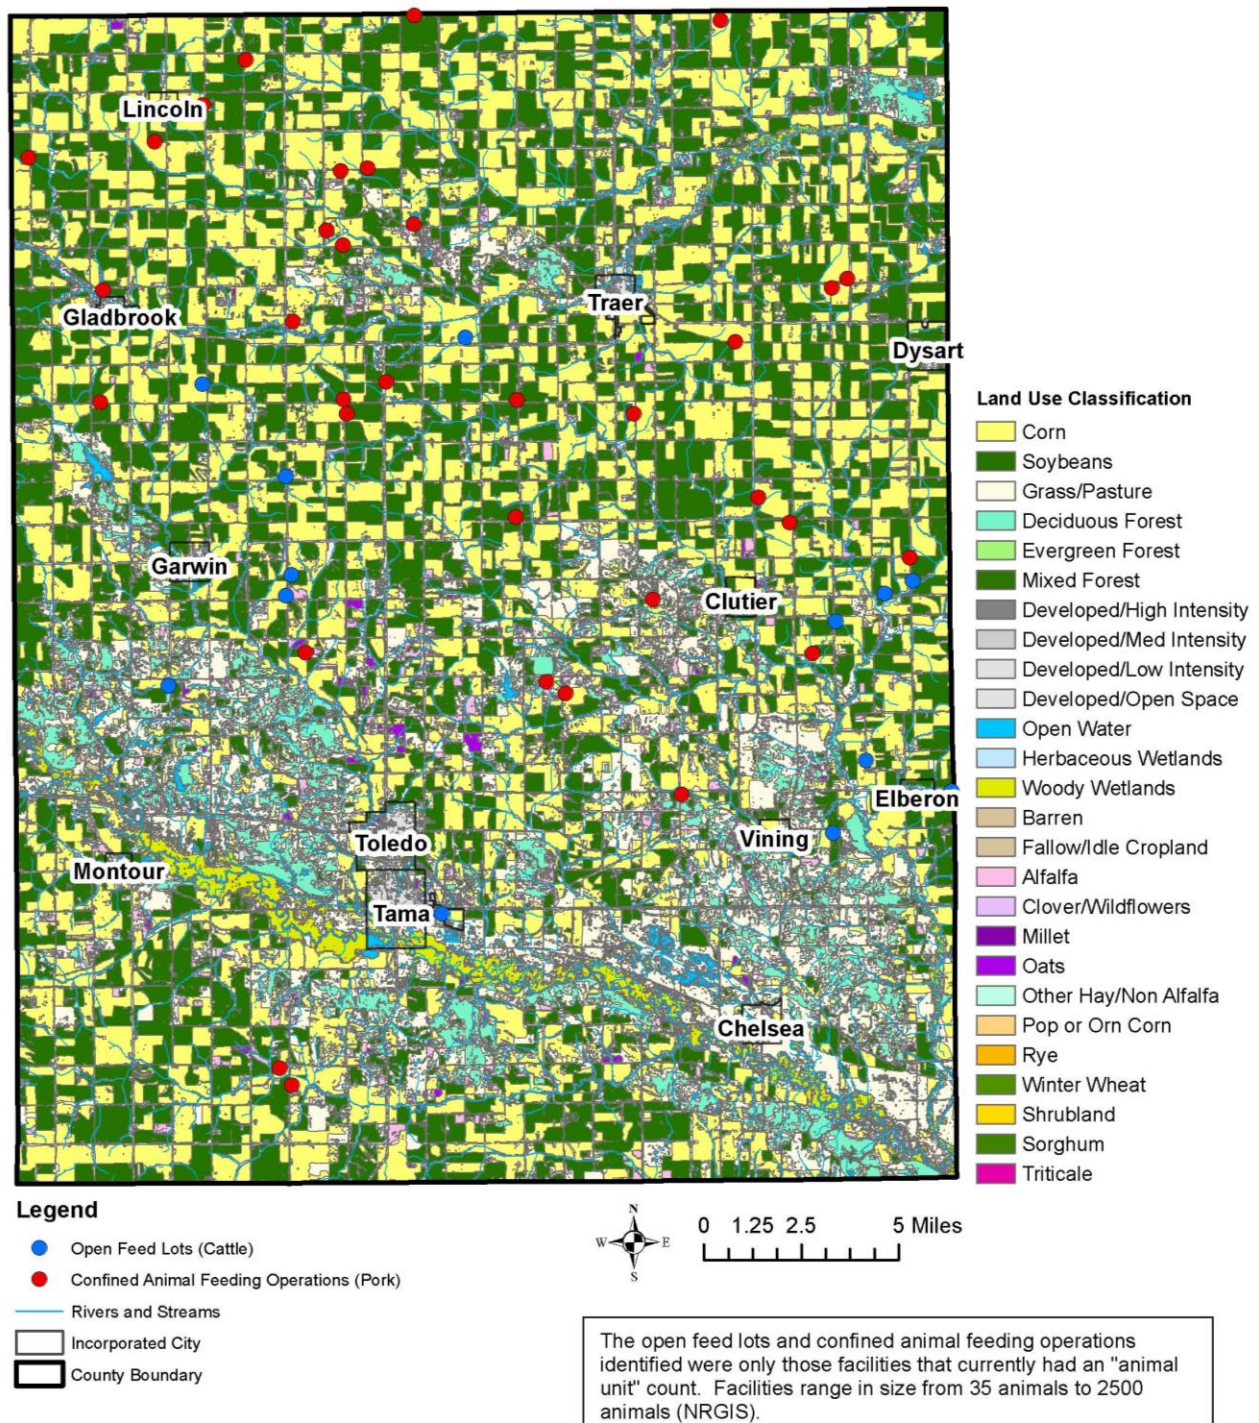 Lincoln
Gladbrook
Traer
Dysart
Garwin
Clutier
Elberon
Toledo
Vining
Montour
Tama
Chelsea
Land Use Classification
Corn
Soybeans
Grass/Pasture
Deciduous Forest
Evergreen Forest
Mixed Forest
Developed/High Intensity
Developed/Med Intensity
Developed/Low Intensity
Developed/Open Space
Open Water
Herbaceous Wetlands
Woody Wetlands
Barren
Fallow/Idle Cropland
Alfalfa
Clover/Wildflowers
Millet
Oats
Other Hay/Non Alfalfa
Pop or Orn Corn
Rye
Winter Wheat
Shrubland
Sorghum
Triticale
Legend
Open Feed Lots (Cattle)
Confined Animal Feeding Operations (Pork)
Rivers and Streams
Incorporated City
County Boundary
N
W E
S
0 1.25 2.5 5 Miles
The open feed lots and confined animal feeding operations
identified were only those facilities that currently had an "animal
unit" count. Facilities range in size from 35 animals to 2500
animals (NRGIS).